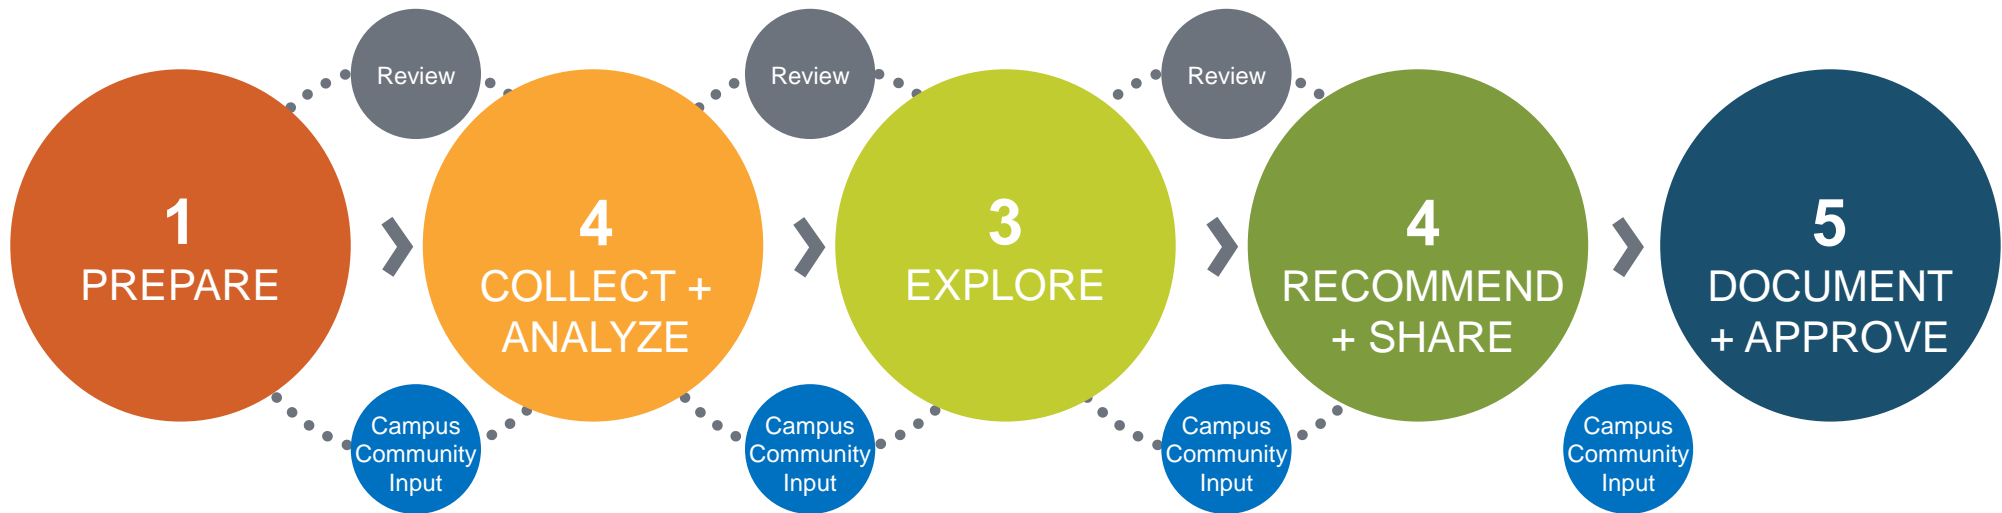 Review
Review
Review
1
PREPARE
4
COLLECT +
ANALYZE
3
EXPLORE
4
RECOMMEND
+ SHARE
5
DOCUMENT
+ APPROVE
Campus
Community
Input
Campus
Community
Input
Campus
Community
Input
Campus
Community
Input